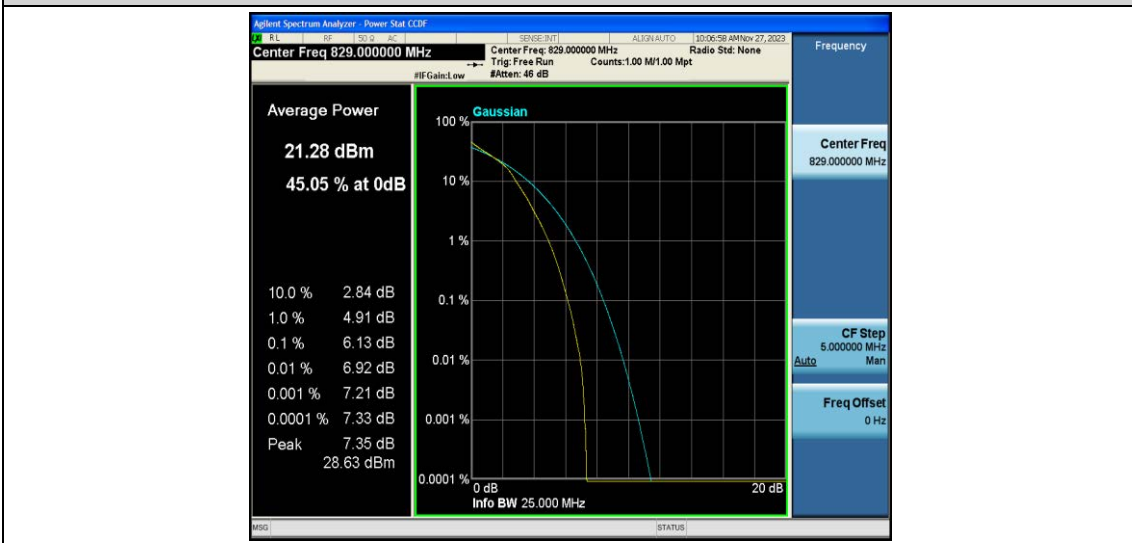 Agilent Spectrum Analyzer - Power Stat CCDF
LXI RL RF 50 Ω AC SENSE:INT ALIGNAUTO 10:06:58 AM Nov 27, 2023
Center Freq 829.000000 MHz
Center Freq: 829.000000 MHz Radio Std: None
Trig: Free Run Counts:1.00 M/1.00 Mpt
#IFGain:Low #Atten: 46 dB
Frequency
Average Power
21.28 dBm
45.05 % at 0dB
10.0 % 2.84 dB
1.0 % 4.91 dB
0.1 % 6.13 dB
0.01 % 6.92 dB
0.001 % 7.21 dB
0.0001 % 7.33 dB
Peak 7.35 dB
28.63 dBm
Gaussian
100 %
10 %
1 %
0.1 %
0.01 %
0.001 %
0.0001 %
0 dB 20 dB
Info BW 25.000 MHz
Center Freq
829.000000 MHz
CF Step
5.000000 MHz
Auto Man
Freq Offset
0 Hz
MSG STATUS